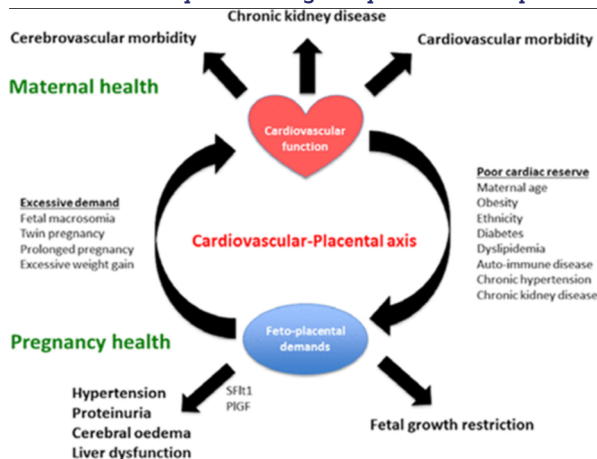 Chronic kidney disease
Cerebrovascular morbidity
Cardiovascular morbidity
Maternal health
Cardiovascular
function
Poor cardiac reserve
Maternal age
Obesity
Ethnicity
Diabetes
Dyslipidemia
Auto-immune disease
Chronic hypertension
Chronic kidney disease
Excessive demand
Fetal macrosomia
Twin pregnancy
Prolonged pregnancy
Excessive weight gain
Cardiovascular-Placental axis
Pregnancy health
Feto-placental
demands
SFlt1
PlGF
Hypertension
Proteinuria
Cerebral oedema
Liver dysfunction
Fetal growth restriction